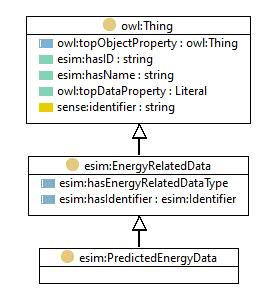 owl:Thing
owl:topObjectProperty : owl:Thing
esim:hasID : string
esim:hasName : string
owl:topDataProperty : Literal
sense:identifier : string
esim:EnergyRelatedData
esim:hasEnergyRelatedDataType
esim:hasIdentifier : esim:Identifier
esim:PredictedEnergyData